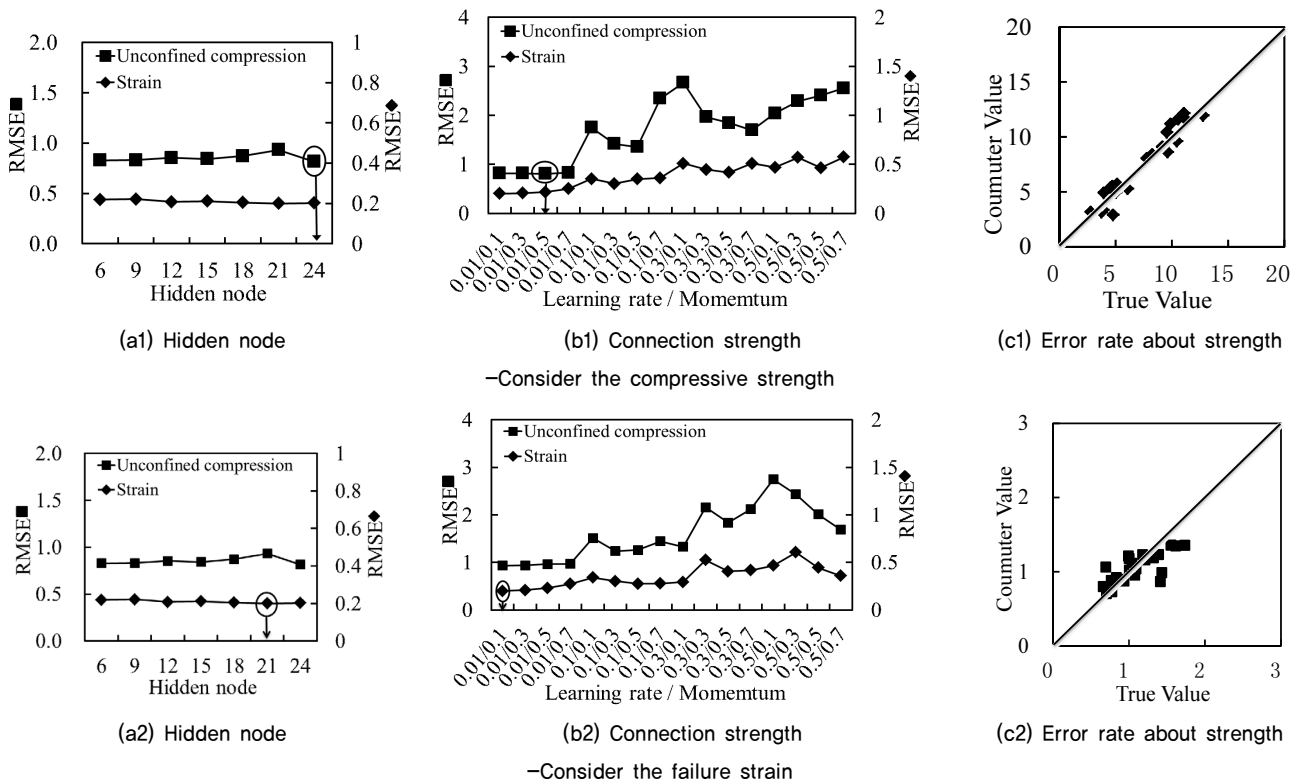 2.0
1.5
1.0
0.5
0.0
RMSE
Unconfined compression
Strain
1
0.8
0.6
0.4
0.2
0
RMSE
6 9 12 15 18 21 24
Hidden node
(a1) Hidden node
4
3
2
1
0
RMSE
Unconfined compression
Strain
2
1.5
1
0.5
0
RMSE
0.01/0.1
0.01/0.3
0.01/0.5
0.01/0.7
0.1/0.1
0.1/0.3
0.1/0.5
0.1/0.7
0.3/0.1
0.3/0.3
0.3/0.5
0.3/0.7
0.5/0.1
0.5/0.3
0.5/0.5
0.5/0.7
Learning rate / Momemtum
(b1) Connection strength
-Consider the compressive strength
20
15
10
5
0
Coumuter Value
0 5 10 15 20
True Value
(c1) Error rate about strength
2.0
1.5
1.0
0.5
0.0
RMSE
Unconfined compression
Strain
1
0.8
0.6
0.4
0.2
0
RMSE
6 9 12 15 18 21 24
Hidden node
(a2) Hidden node
4
3
2
1
0
RMSE
Unconfined compression
Strain
2
1.5
1
0.5
0
RMSE
0.01/0.1
0.01/0.3
0.01/0.5
0.01/0.7
0.1/0.1
0.1/0.3
0.1/0.5
0.1/0.7
0.3/0.1
0.3/0.3
0.3/0.5
0.3/0.7
0.5/0.1
0.5/0.3
0.5/0.5
0.5/0.7
Learning rate / Momemtum
(b2) Connection strength
-Consider the failure strain
3
2
1
0
Coumuter Value
0 1 2 3
True Value
(c2) Error rate about strength